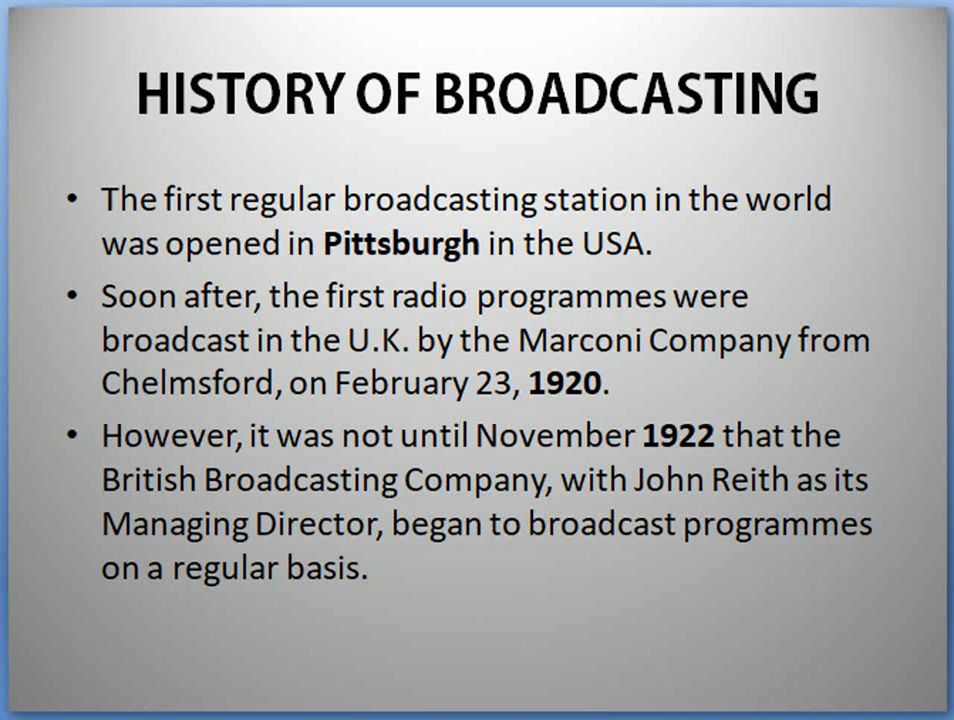 HISTORY OF BROADCASTING
• The first regular broadcasting station in the world
was opened in Pittsburgh in the USA.
• Soon after, the first radio programmes were
broadcast in the U.K. by the Marconi Company from
Chelmsford, on February 23, 1920.
• However, it was not until November 1922 that the
British Broadcasting Company, with John Reith as its
Managing Director, began to broadcast programmes
on a regular basis.